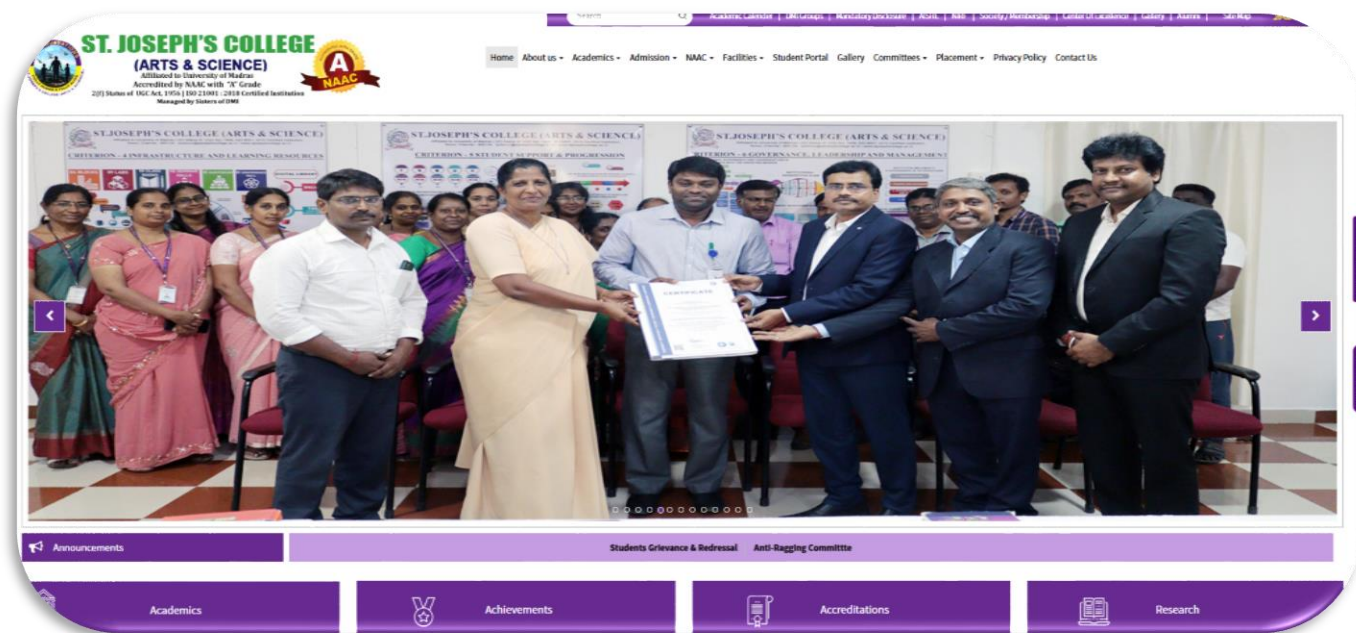 Search
Academic Calender | DMI Groups | Mandatory Disclosure | AISHE | NIRF | Society / Membership | Center Of Excellence | Gallery | Alumni | Site Map
ST. JOSEPH'S COLLEGE
(ARTS & SCIENCE)
Affiliated to University of Madras
Accredited by NAAC with "A" Grade
2(f) Status of UGC Act, 1956 | ISO 21001 : 2018 Certified Institution
Managed by Sisters of DMI
A
NAAC
Home About us Academics Admission NAAC Facilities Student Portal Gallery Committees Placement Privacy Policy Contact Us
ST.JOSEPH'S COLLEGE (ARTS & SCIENCE)
CRITERION - 4 INFRASTRUCTURE AND LEARNING RESOURCES
ST.JOSEPH'S COLLEGE (ARTS & SCIENCE)
CRITERION - 5 STUDENT SUPPORT & PROGRESSION
ST.JOSEPH'S COLLEGE (ARTS & SCIENCE)
CRITERION - 6 GOVERNANCE, LEADERSHIP AND MANAGEMENT
CERTIFICATE
Announcements
Students Grievance & Redressal Anti-Ragging Committte
Academics
Achievements
Accreditations
Research